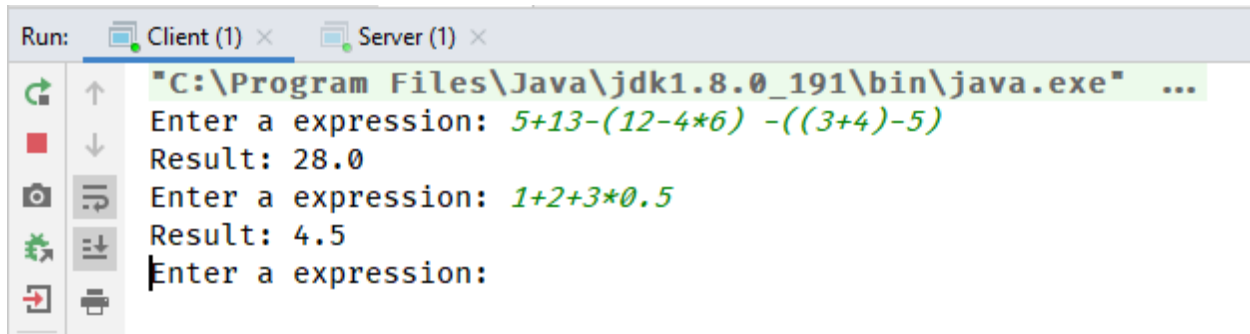 Run: Client (1) × Server (1) ×
"C:\Program Files\Java\jdk1.8.0_191\bin\java.exe" ...
Enter a expression: 5+13-(12-4*6) -((3+4)-5)
Result: 28.0
Enter a expression: 1+2+3*0.5
Result: 4.5
Enter a expression: